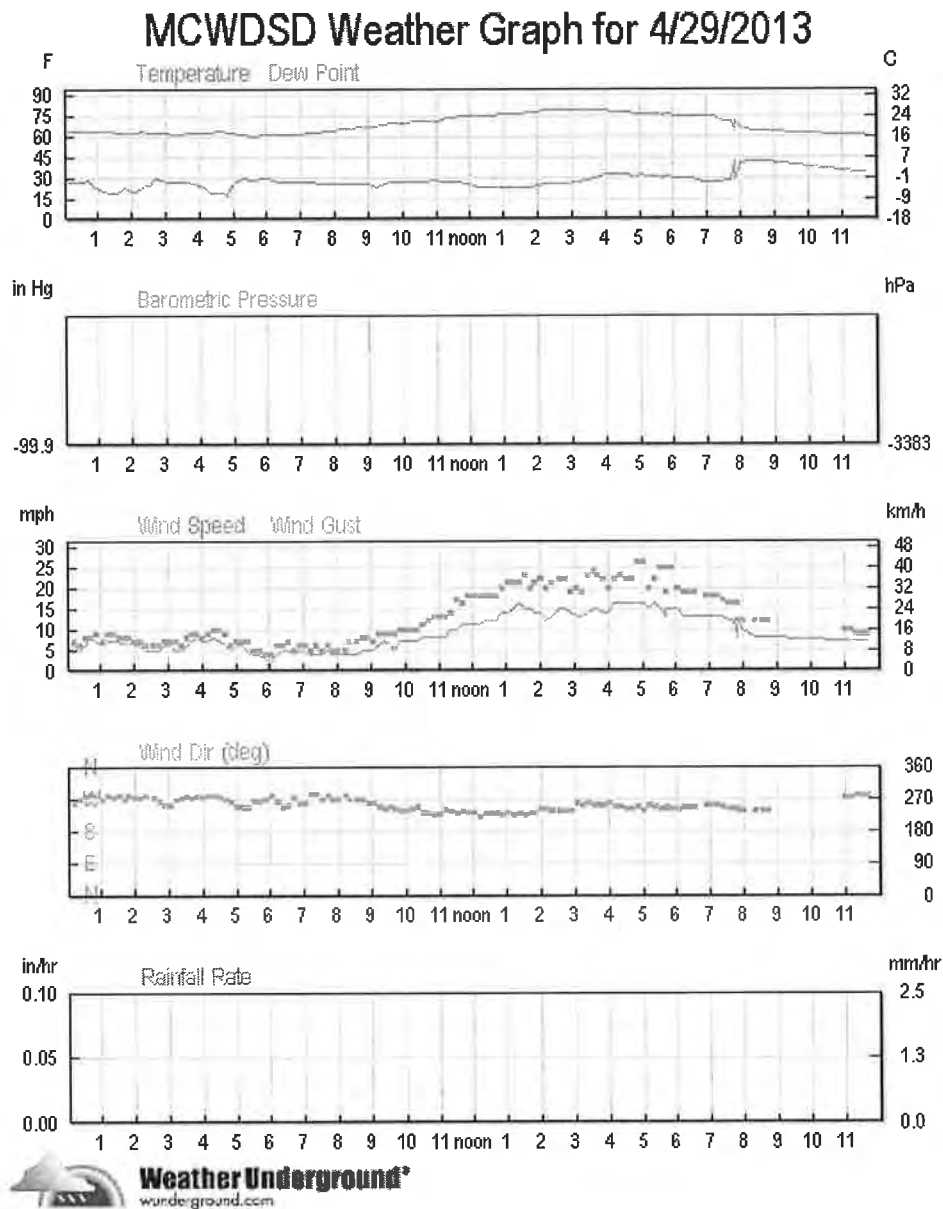 MCWDSD Weather Graph for 4/29/2013
F Temperature Dew Point C
90 32
75 24
60 16
45 7
30 -1
15 -9
0 -18
1 2 3 4 5 6 7 8 9 10 11 noon 1 2 3 4 5 6 7 8 9 10 11
in Hg Barometric Pressure hPa
-99.9 -3383
1 2 3 4 5 6 7 8 9 10 11 noon 1 2 3 4 5 6 7 8 9 10 11
mph Wind Speed Wind Gust km/h
30 48
25 40
20 32
15 24
10 16
5 8
0 0
1 2 3 4 5 6 7 8 9 10 11 noon 1 2 3 4 5 6 7 8 9 10 11
Wind Dir (deg)
N 360
W 270
S 180
E 90
N 0
1 2 3 4 5 6 7 8 9 10 11 noon 1 2 3 4 5 6 7 8 9 10 11
in/hr Rainfall Rate mm/hr
0.10 2.5
0.05 1.3
0.00 0.0
1 2 3 4 5 6 7 8 9 10 11 noon 1 2 3 4 5 6 7 8 9 10 11
Weather Underground
wunderground.com